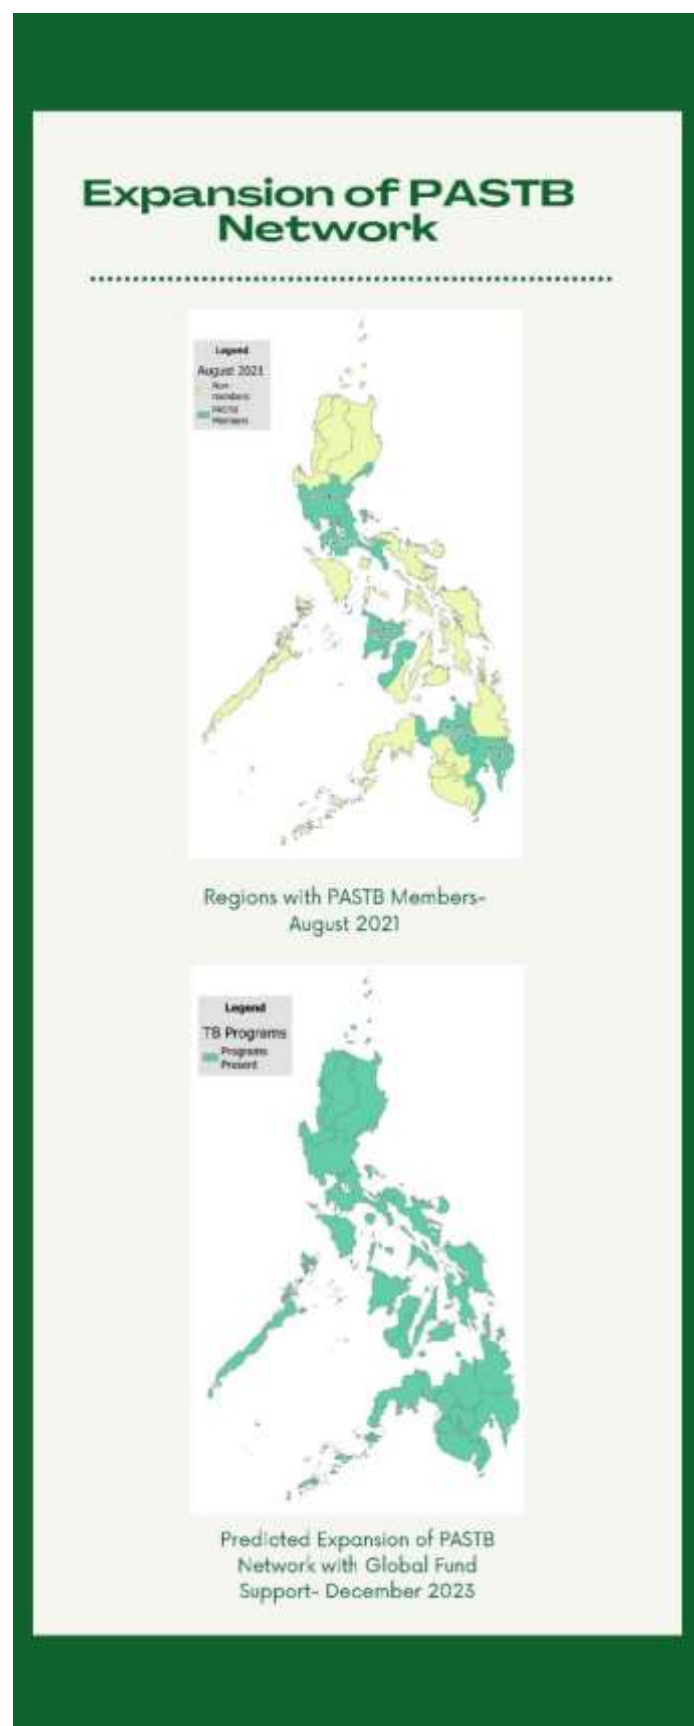 Expansion of PASTB
Network
Legend
August 2021
Non
members
PASTB
Members
Regions with PASTB Members-
August 2021
Legend
TB Programs
Programs
Present
Predicted Expansion of PASTB
Network with Global Fund
Support- December 2023